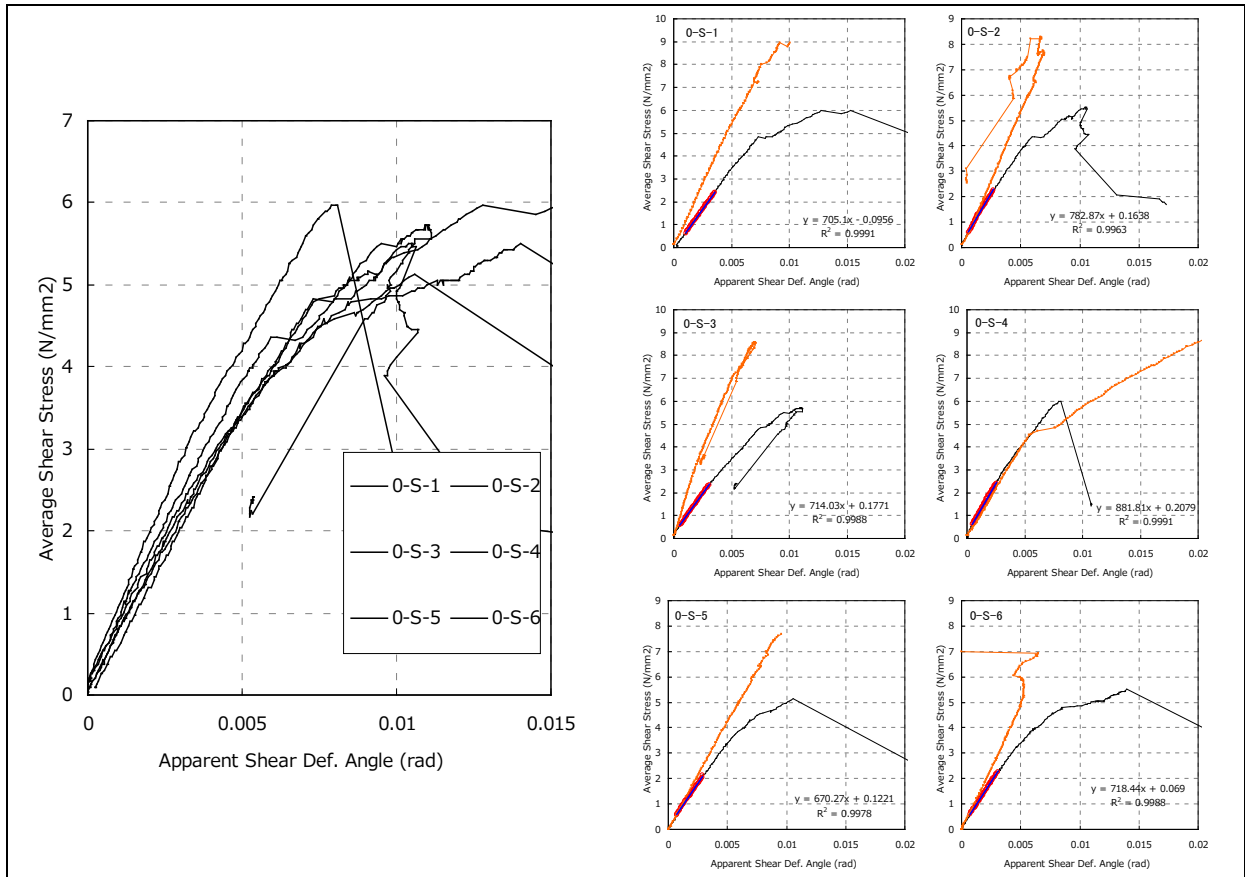 7
6
5
4
3
2
1
0
Average Shear Stress (N/mm2)
0 0.005 0.01 0.015
Apparent Shear Def. Angle (rad)
0-S-1 0-S-2
0-S-3 0-S-4
0-S-5 0-S-6
0-S-1
10
9
8
7
6
5
4
3
2
1
0
Average Shear Stress (N/mm2)
y = 705.1x - 0.0956
R² = 0.9991
0 0.005 0.01 0.015 0.02
Apparent Shear Def. Angle (rad)
0-S-2
9
8
7
6
5
4
3
2
1
0
Average Shear Stress (N/mm2)
y = 782.87x + 0.1638
R² = 0.9963
0 0.005 0.01 0.015 0.02
Apparent Shear Def. Angle (rad)
0-S-3
10
9
8
7
6
5
4
3
2
1
0
Average Shear Stress (N/mm2)
y = 714.03x + 0.1771
R² = 0.9988
0 0.005 0.01 0.015 0.02
Apparent Shear Def. Angle (rad)
0-S-4
10
9
8
7
6
5
4
3
2
1
0
Average Shear Stress (N/mm2)
y = 881.81x + 0.2079
R² = 0.9991
0 0.005 0.01 0.015 0.02
Apparent Shear Def. Angle (rad)
0-S-5
9
8
7
6
5
4
3
2
1
0
Average Shear Stress (N/mm2)
y = 670.27x + 0.1221
R² = 0.9978
0 0.005 0.01 0.015 0.02
Apparent Shear Def. Angle (rad)
0-S-6
9
8
7
6
5
4
3
2
1
0
Average Shear Stress (N/mm2)
y = 718.44x + 0.069
R² = 0.9988
0 0.005 0.01 0.015 0.02
Apparent Shear Def. Angle (rad)